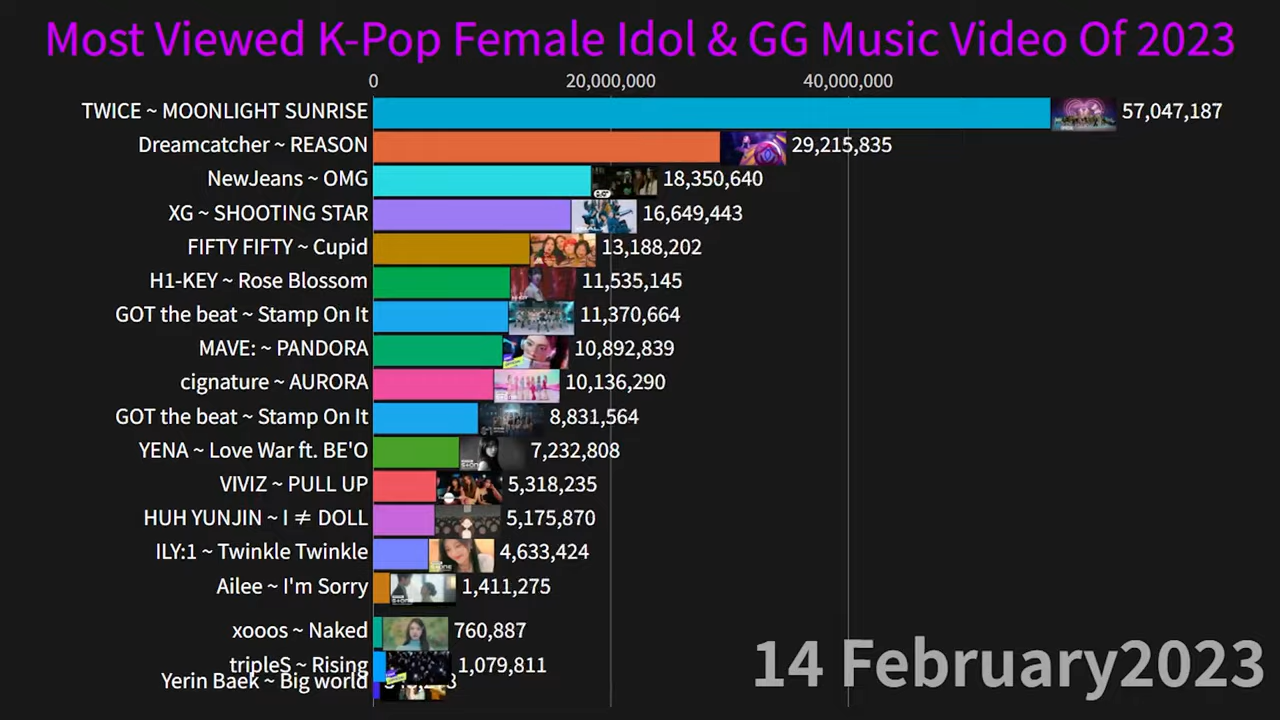 Most Viewed K-Pop Female Idol & GG Music Video Of 2023
0 20,000,000 40,000,000
TWICE ~ MOONLIGHT SUNRISE 57,047,187
Dreamcatcher ~ REASON 29,215,835
NewJeans ~ OMG 18,350,640
XG ~ SHOOTING STAR 16,649,443
FIFTY FIFTY ~ Cupid 13,188,202
H1-KEY ~ Rose Blossom 11,535,145
GOT the beat ~ Stamp On It 11,370,664
MAVE: ~ PANDORA 10,892,839
cignature ~ AURORA 10,136,290
GOT the beat ~ Stamp On It 8,831,564
YENA ~ Love War ft. BE'O 7,232,808
VIVIZ ~ PULL UP 5,318,235
HUH YUNJIN ~ I ≠ DOLL 5,175,870
ILY:1 ~ Twinkle Twinkle 4,633,424
Ailee ~ I'm Sorry 1,411,275
xooos ~ Naked 760,887
tripleS ~ Rising 1,079,811
Yerin Baek ~ Big world
14 February2023